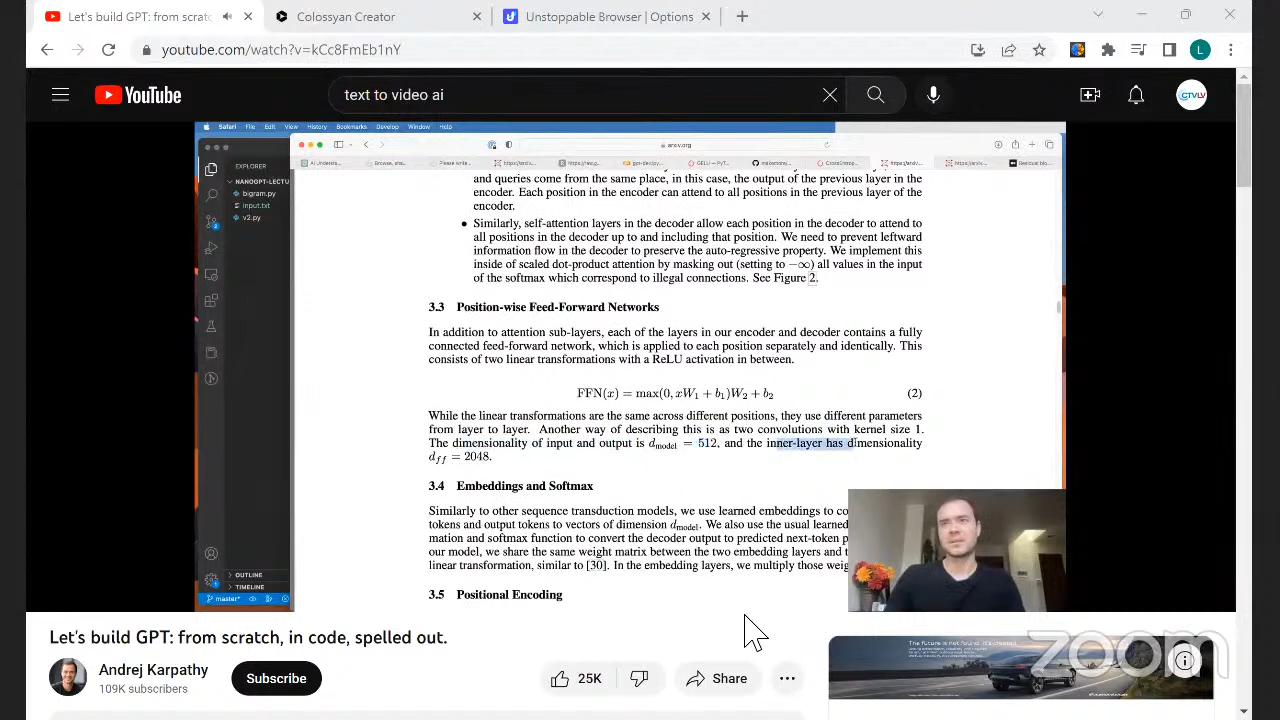 Let's build GPT: from scratc
Colossyan Creator
Unstoppable Browser | Options
youtube.com/watch?v=kCc8FmEb1nY
L
YouTube
text to video ai
CTVLV
Safari File Edit View History Bookmarks Develop Window Help
arxiv.org
EXPLORER
NANOGPT-LECTU
bigram.py
input.txt
v2.py
and queries come from the same place, in this case, the output of the previous layer in the
encoder. Each position in the encoder can attend to all positions in the previous layer of the
encoder.
• Similarly, self-attention layers in the decoder allow each position in the decoder to attend to
all positions in the decoder up to and including that position. We need to prevent leftward
information flow in the decoder to preserve the auto-regressive property. We implement this
inside of scaled dot-product attention by masking out (setting to −∞) all values in the input
of the softmax which correspond to illegal connections. See Figure 2.
3.3 Position-wise Feed-Forward Networks
In addition to attention sub-layers, each of the layers in our encoder and decoder contains a fully
connected feed-forward network, which is applied to each position separately and identically. This
consists of two linear transformations with a ReLU activation in between.
FFN(x) = max(0, xW1 + b1)W2 + b2 (2)
While the linear transformations are the same across different positions, they use different parameters
from layer to layer. Another way of describing this is as two convolutions with kernel size 1.
The dimensionality of input and output is dmodel = 512, and the inner-layer has dimensionality
dff = 2048.
3.4 Embeddings and Softmax
Similarly to other sequence transduction models, we use learned embeddings to co
tokens and output tokens to vectors of dimension dmodel. We also use the usual learned
mation and softmax function to convert the decoder output to predicted next-token p
our model, we share the same weight matrix between the two embedding layers and t
linear transformation, similar to [30]. In the embedding layers, we multiply those weig
3.5 Positional Encoding
OUTLINE
TIMELINE
master*
Let's build GPT: from scratch, in code, spelled out.
Andrej Karpathy
109K subscribers
Subscribe
25K
Share
zoom